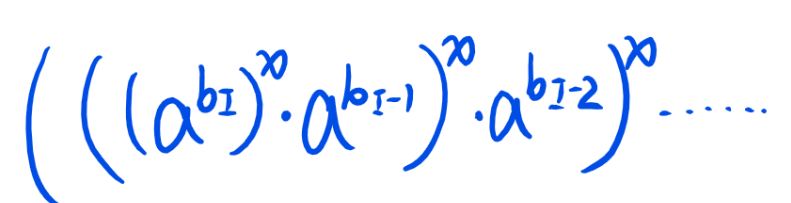 (((a^{b_I})^x · a^{b_{I-1}})^x · a^{b_{I-2}})^x ......